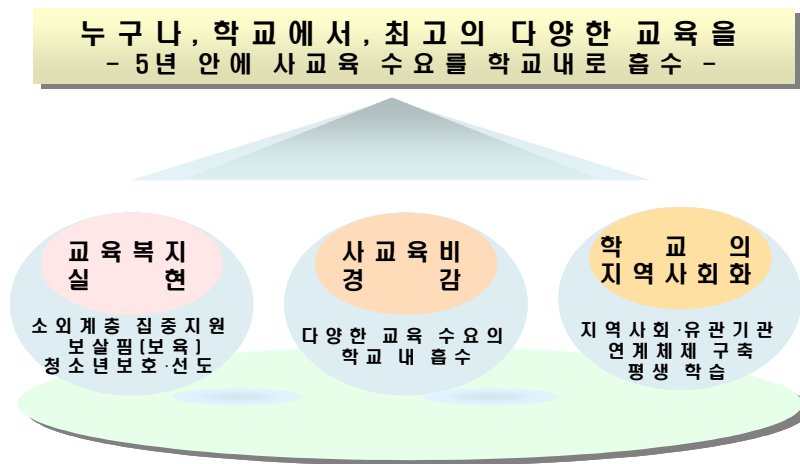 누구나, 학교에서, 최고의 다양한 교육을
- 5년 안에 사교육 수요를 학교내로 흡수 -
교육복지
실현
소외계층 집중지원
보살핌(보육)
청소년보호·선도
사교육비
경감
다양한 교육 수요의
학교 내 흡수
학교의
지역사회화
지역사회·유관기관
연계체제 구축
평생 학습